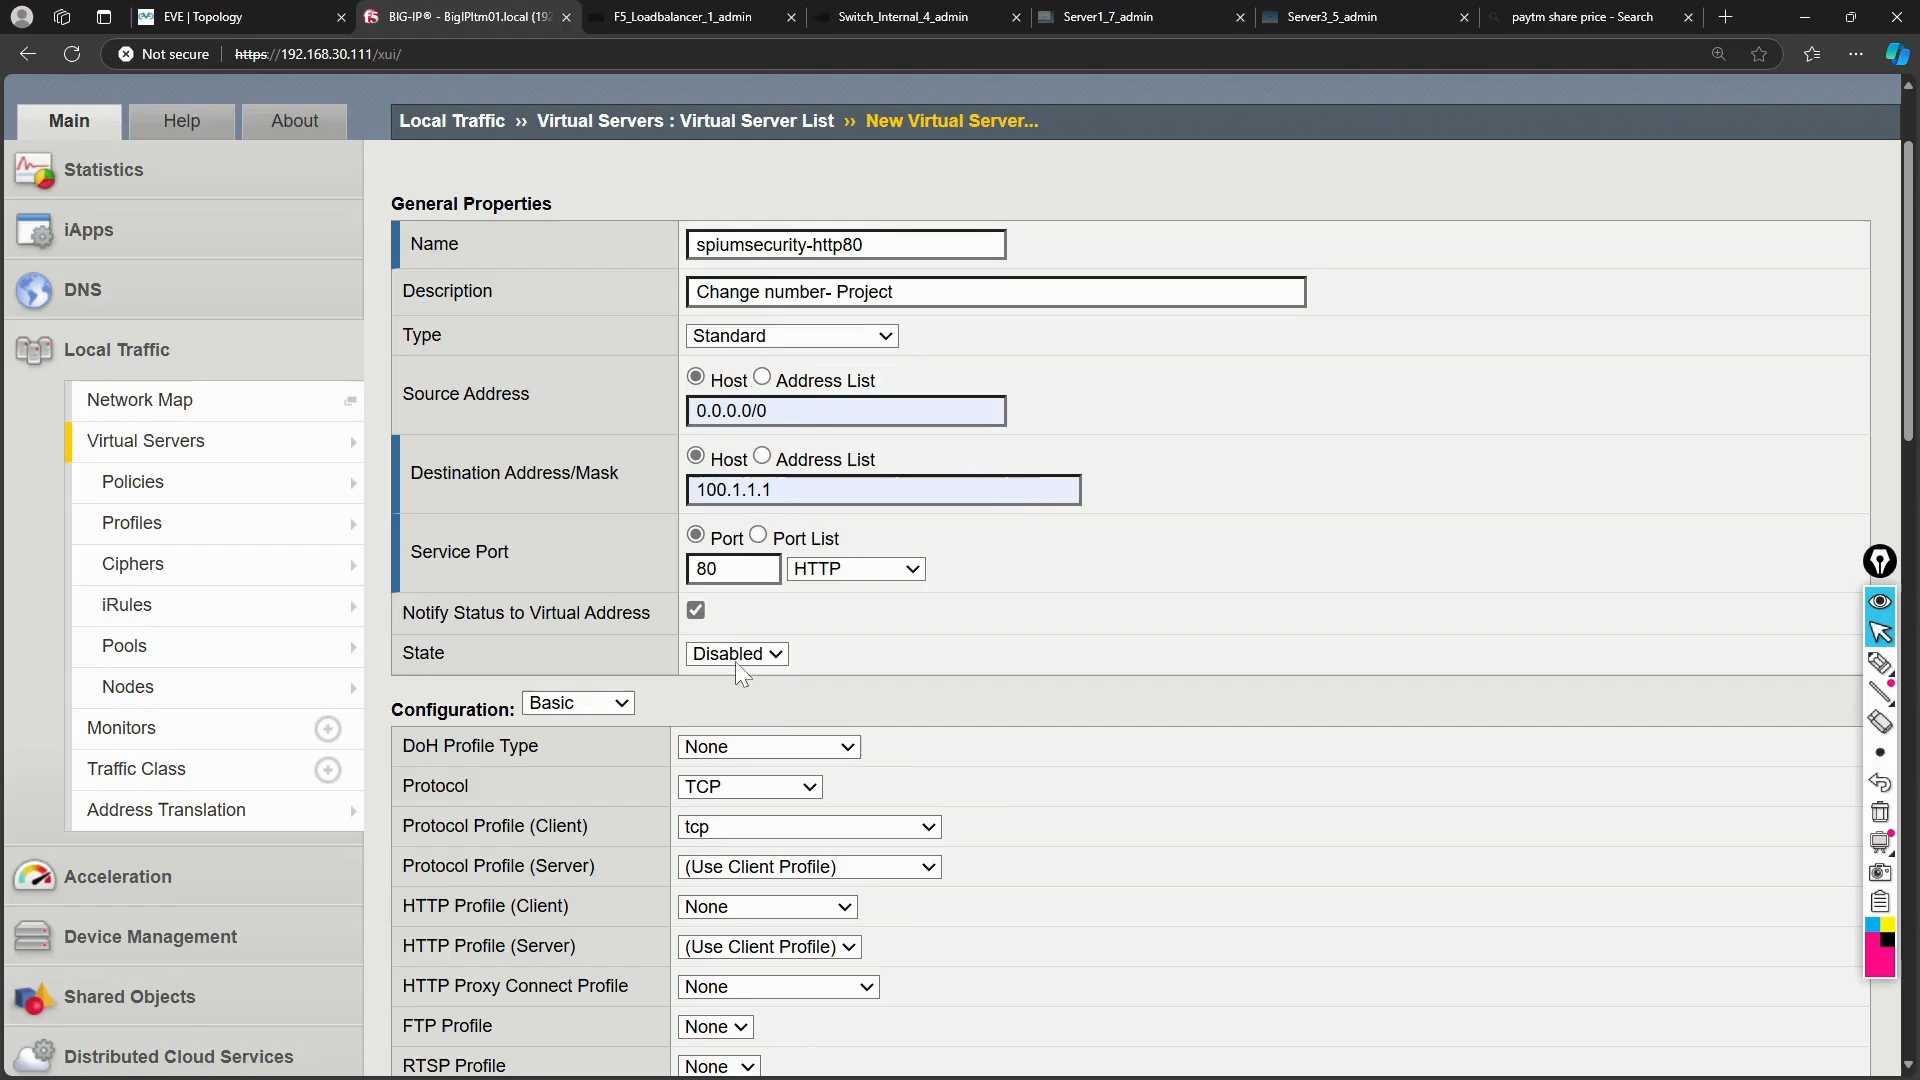 EVE | Topology
BIG-IP® - BigIPltm01.local (192
F5_Loadbalancer_1_admin
Switch_Internal_4_admin
Server1_7_admin
Server3_5_admin
paytm share price - Search
Not secure
https://192.168.30.111/xui/
Main
Help
About
Local Traffic ›› Virtual Servers : Virtual Server List ›› New Virtual Server...
Statistics
iApps
DNS
Local Traffic
Network Map
Virtual Servers
Policies
Profiles
Ciphers
iRules
Pools
Nodes
Monitors
Traffic Class
Address Translation
Acceleration
Device Management
Shared Objects
Distributed Cloud Services
General Properties
Name
spiumsecurity-http80
Description
Change number- Project
Type
Standard
Source Address
Host Address List
0.0.0.0/0
Destination Address/Mask
Host Address List
100.1.1.1
Service Port
Port Port List
80 HTTP
Notify Status to Virtual Address
State
Disabled
Configuration: Basic
DoH Profile Type
None
Protocol
TCP
Protocol Profile (Client)
tcp
Protocol Profile (Server)
(Use Client Profile)
HTTP Profile (Client)
None
HTTP Profile (Server)
(Use Client Profile)
HTTP Proxy Connect Profile
None
FTP Profile
None
RTSP Profile
None